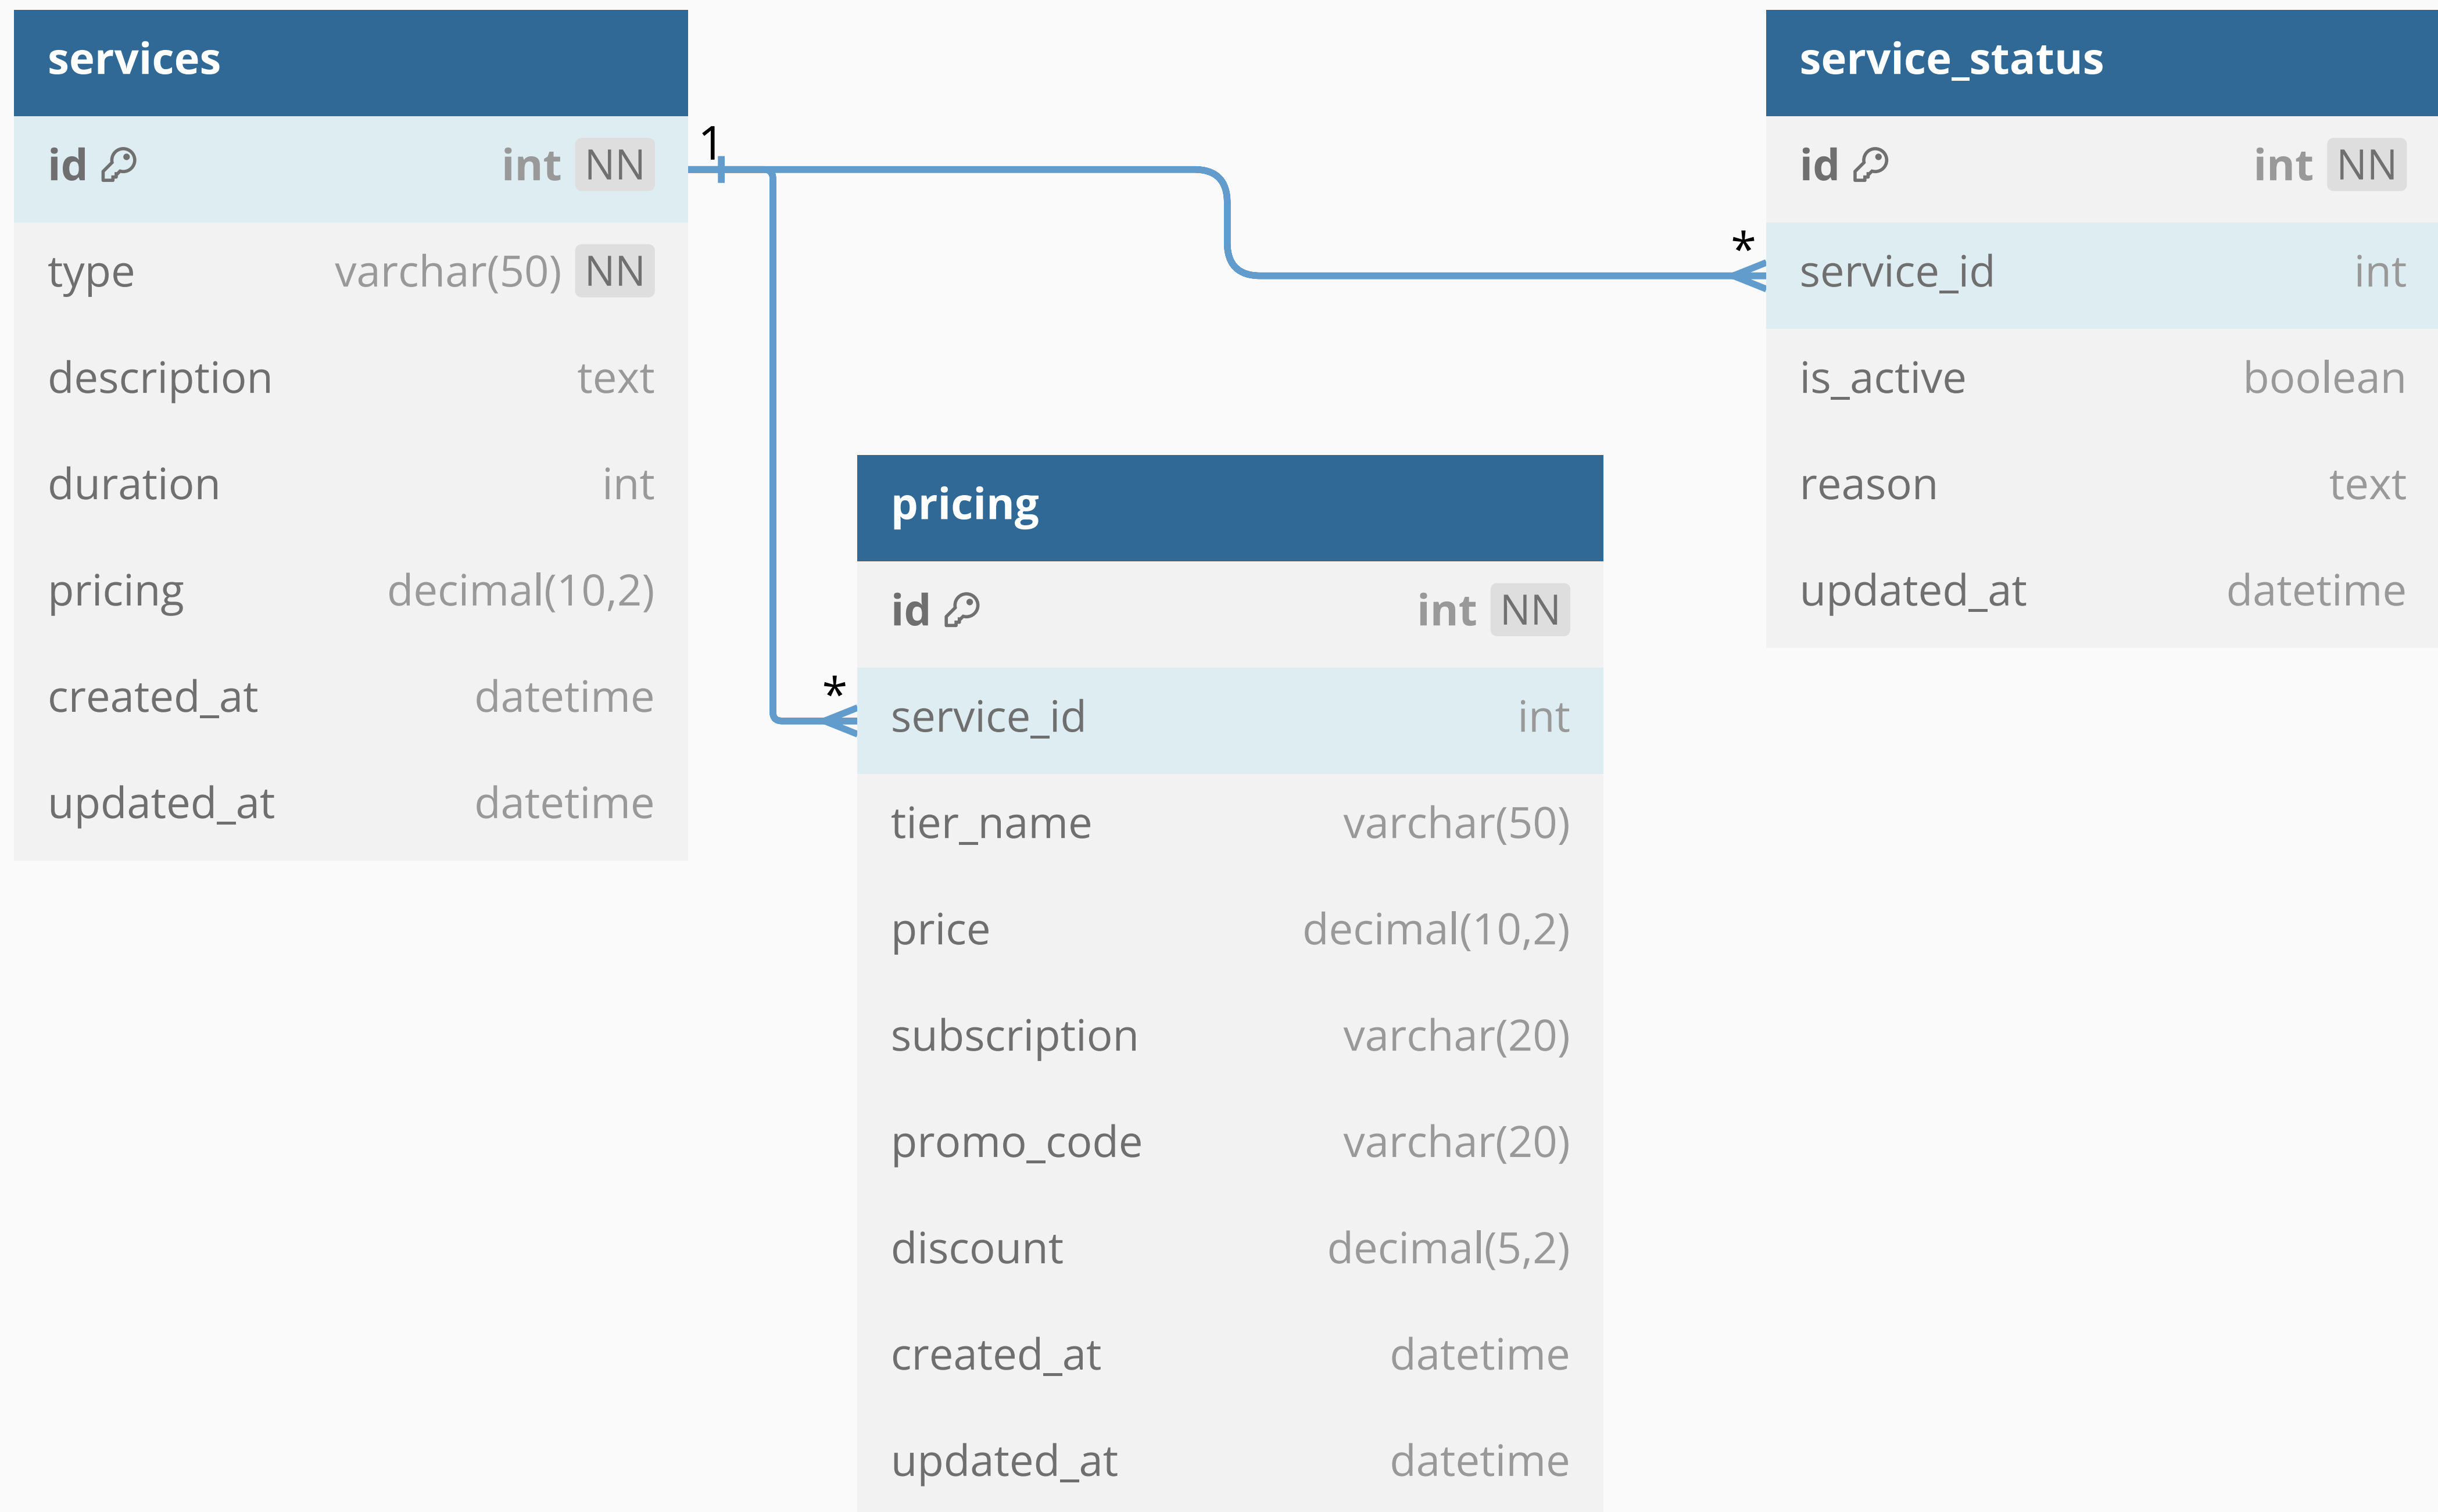 services
id int NN
type varchar(50) NN
description text
duration int
pricing decimal(10,2)
created_at datetime
updated_at datetime
1
*
*
pricing
id int NN
service_id int
tier_name varchar(50)
price decimal(10,2)
subscription varchar(20)
promo_code varchar(20)
discount decimal(5,2)
created_at datetime
updated_at datetime
service_status
id int NN
service_id int
is_active boolean
reason text
updated_at datetime